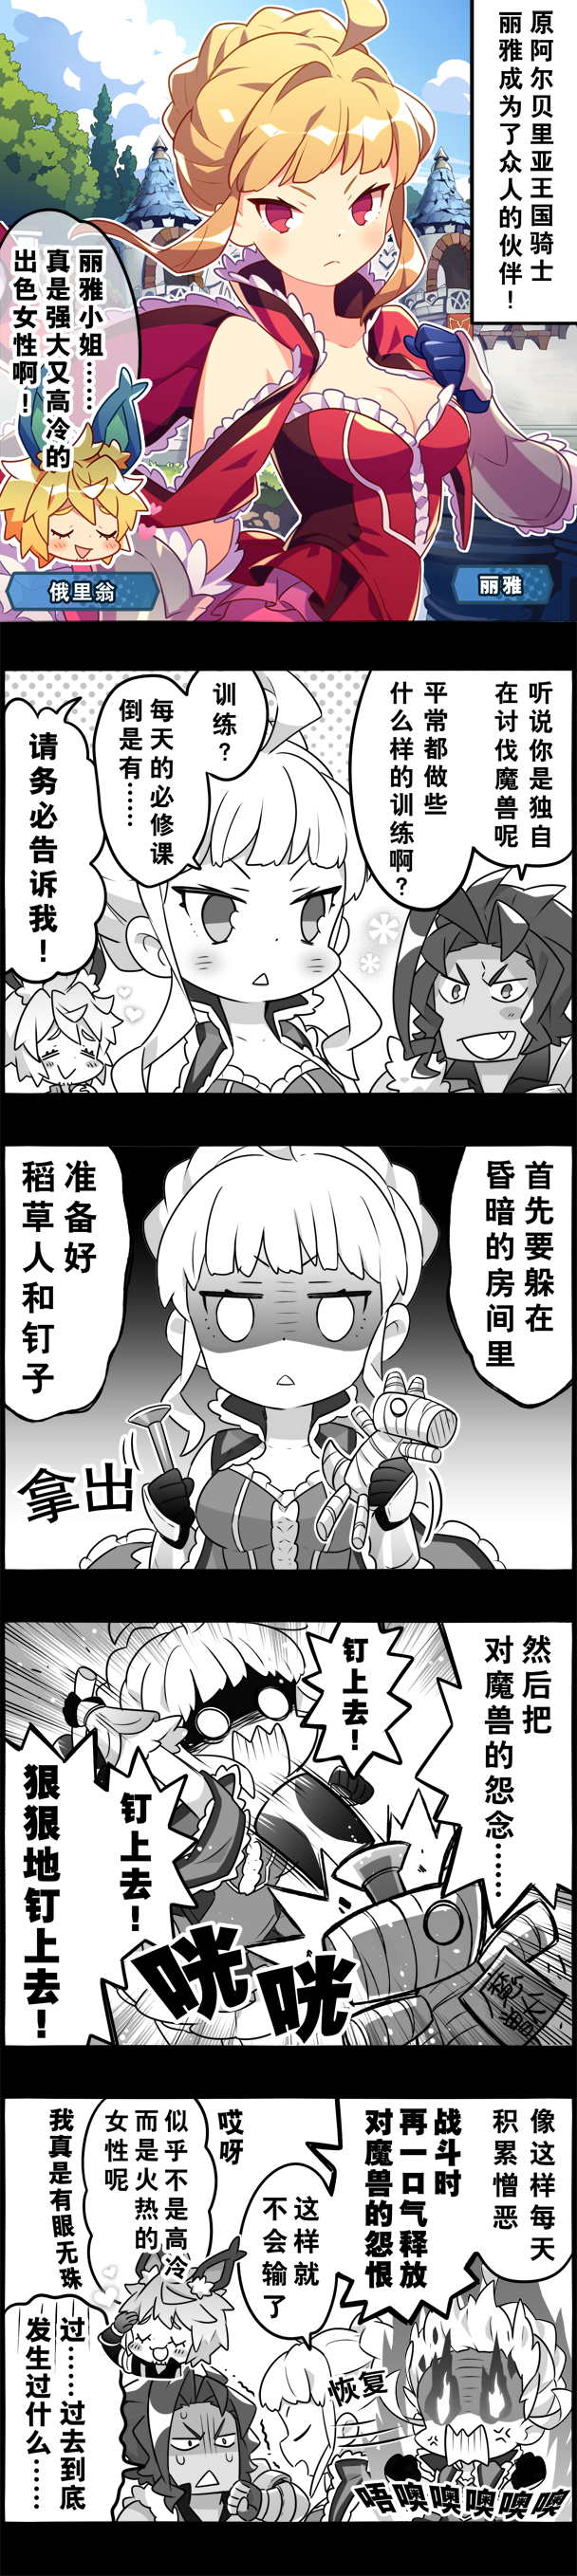 原阿尔贝里亚王国骑士
丽雅成为了众人的伙伴！
丽雅小姐……
真是强大又高冷的
出色女性啊！
俄里翁
丽雅
听说你是独自
在讨伐魔兽呢
平常都做些
什么样的训练啊？
训练？
每天的必修课
倒是有……
请务必告诉我！
首先要躲在
昏暗的房间里
准备好
稻草人和钉子
拿出
然后把
对魔兽的怨念……
钉上去！
钉上去！
狠狠地钉上去！
咣
咣
像这样每天
积累憎恶
战斗时
再一口气释放
对魔兽的怨恨
唔噢噢噢噢噢
恢复
这样就
不会输了
哎呀
似乎不是高冷
而是火热的
女性呢
我真是有眼无珠
过……过去到底
发生过什么……